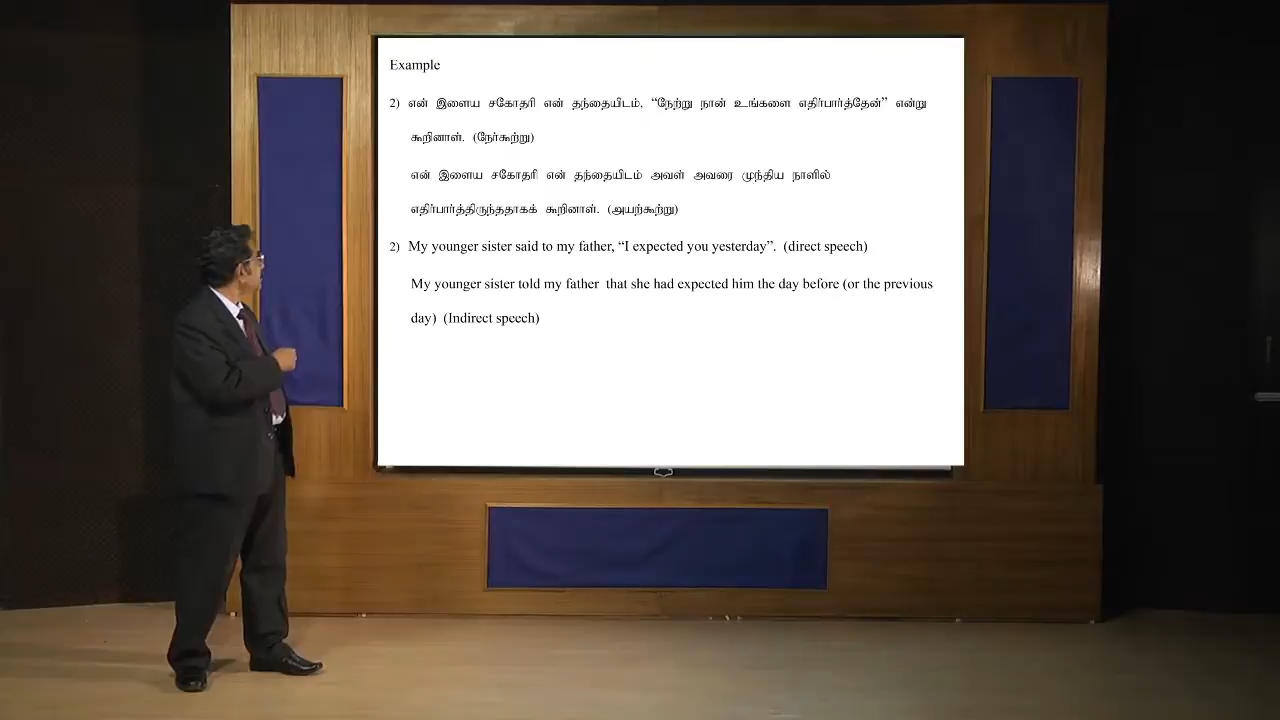 Example
2) என் இளைய சகோதரி என் தந்தையிடம், “நேற்று நான் உங்களை எதிர்பார்த்தேன்” என்று
கூறினாள். (நேர்கூற்று)
என் இளைய சகோதரி என் தந்தையிடம் அவள் அவரை முந்திய நாளில்
எதிர்பார்த்திருந்ததாகக் கூறினாள். (அயற்கூற்று)
2) My younger sister said to my father, “I expected you yesterday”. (direct speech)
My younger sister told my father that she had expected him the day before (or the previous
day) (Indirect speech)